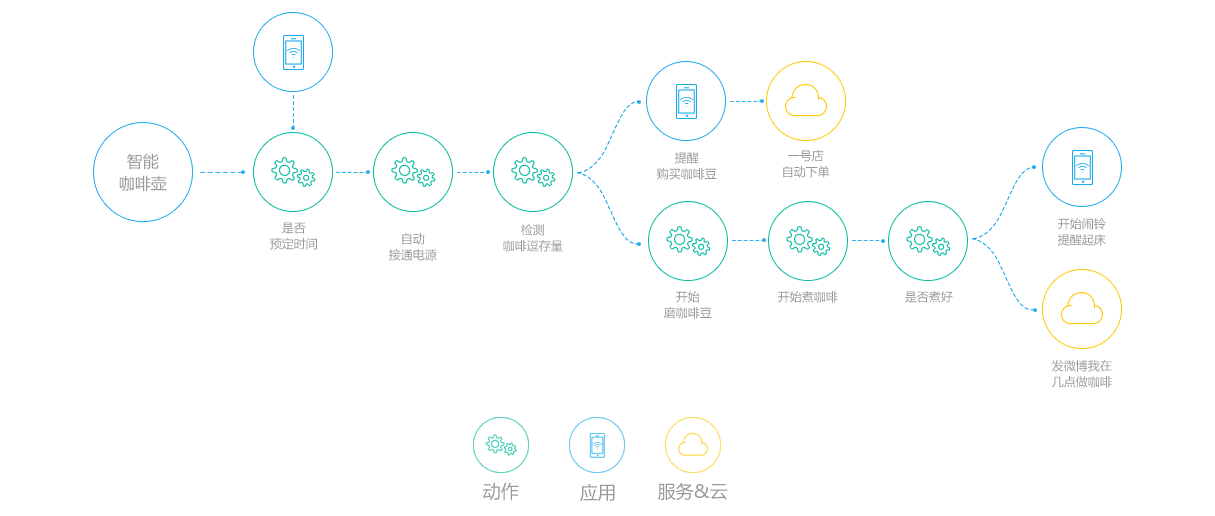 智能
咖啡壶
是否
预定时间
自动
接通电源
检测
咖啡逗存量
提醒
购买咖啡豆
一号店
自动下单
开始
磨咖啡豆
开始煮咖啡
是否煮好
开始闹铃
提醒起床
发微博我在
几点做咖啡
动作
应用
服务&云